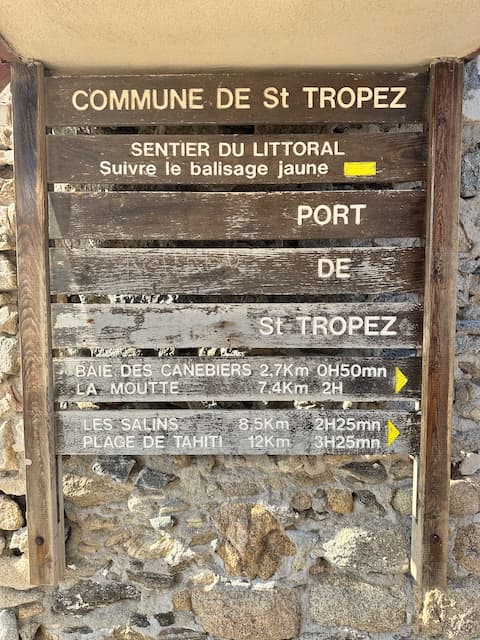 COMMUNE DE St TROPEZ
SENTIER DU LITTORAL
Suivre le balisage jaune
PORT
DE
St TROPEZ
BAIE DES CANEBIERS 2,7Km 0H50mn
LA MOUTTE 7,4Km 2H
LES SALINS 8,5Km 2H25mn
PLAGE DE TAHITI 12Km 3H25mn